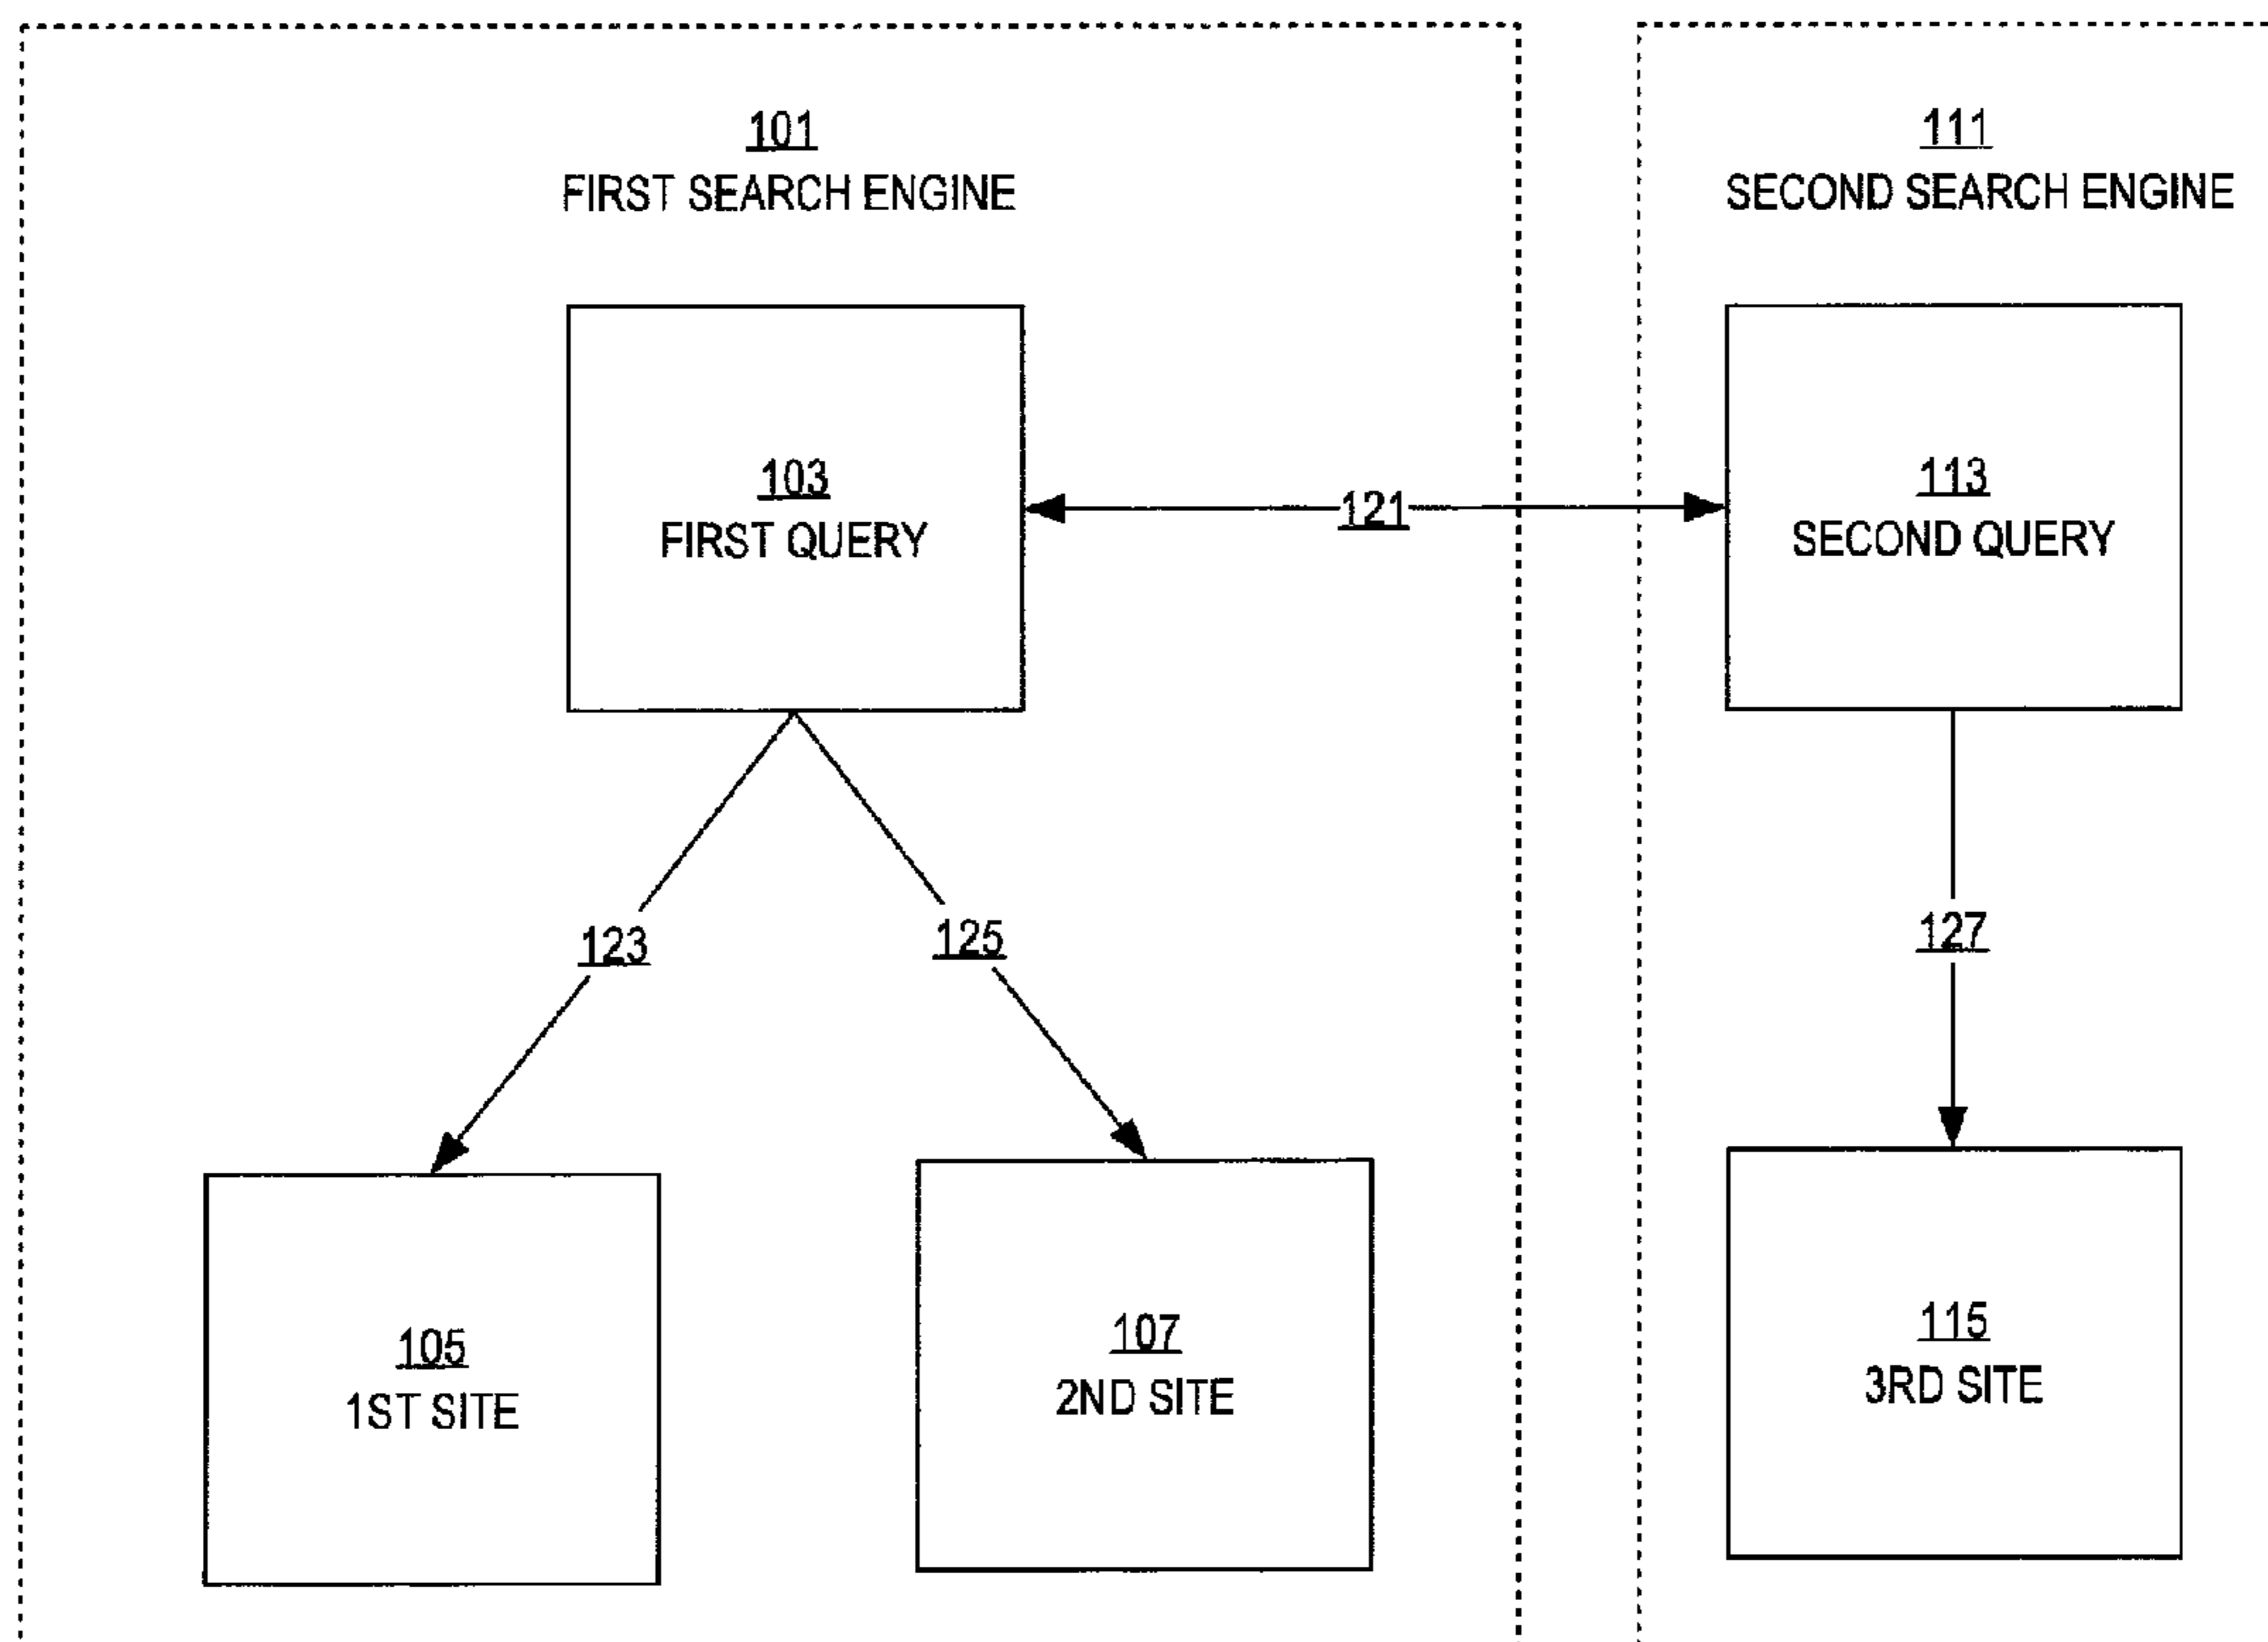 101
FIRST SEARCH ENGINE
111
SECOND SEARCH ENGINE
103
FIRST QUERY
121
113
SECOND QUERY
123
125
127
105
1ST SITE
107
2ND SITE
115
3RD SITE